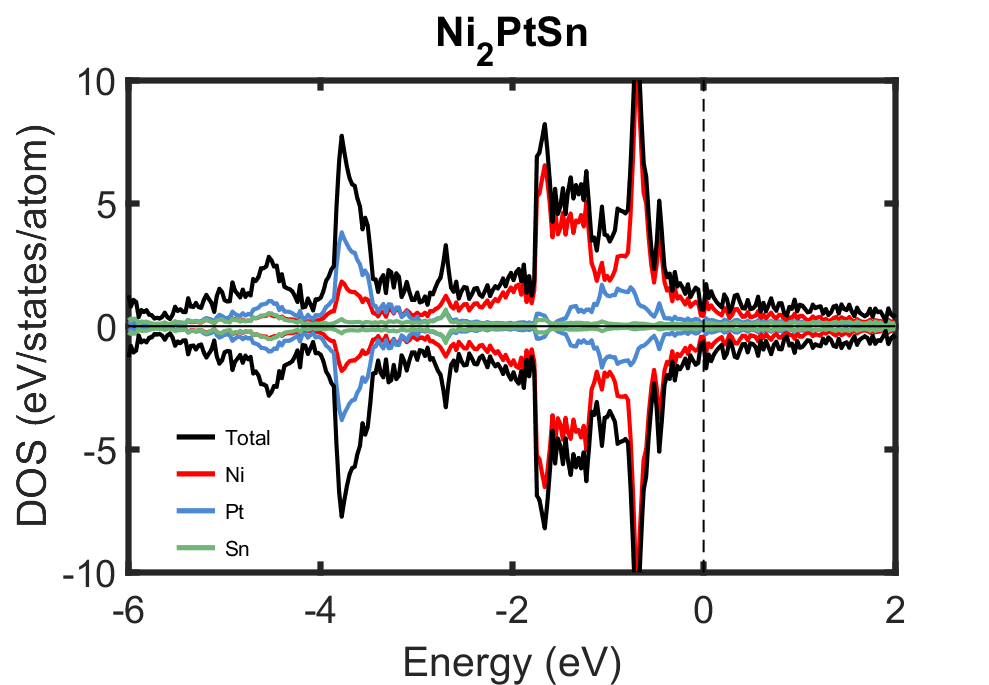 Ni2PtSn
DOS (eV/states/atom)
10
5
0
-5
-10
Total
Ni
Pt
Sn
-6 -4 -2 0 2
Energy (eV)